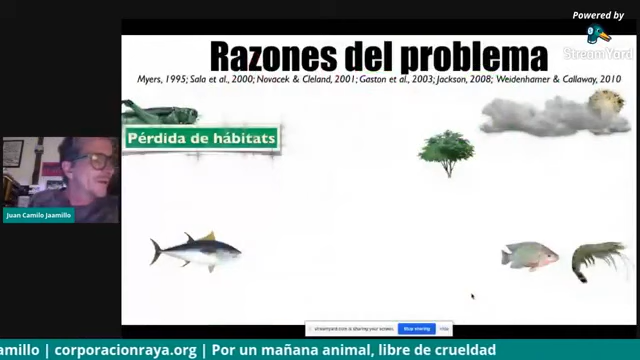 Powered by
StreamYard
Razones del problema
Myers, 1995; Sala et al., 2000; Novacek & Cleland, 2001; Gaston et al., 2003; Jackson, 2008; Weidenhamer & Callaway, 2010
Pérdida de hábitats
Juan Camilo Jaamillo
streamyard.com is sharing your screen.
Stop sharing
Hide
amillo | corporacionraya.org | Por un mañana animal, libre de crueldad